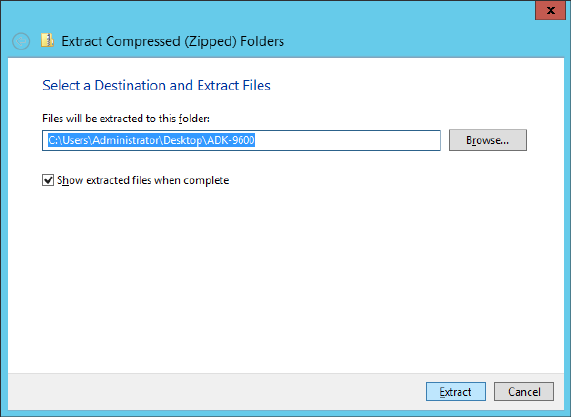 x
Extract Compressed (Zipped) Folders
Select a Destination and Extract Files
Files will be extracted to this folder:
C:\Users\Administrator\Desktop\ADK-9600
Browse...
Show extracted files when complete
Extract
Cancel